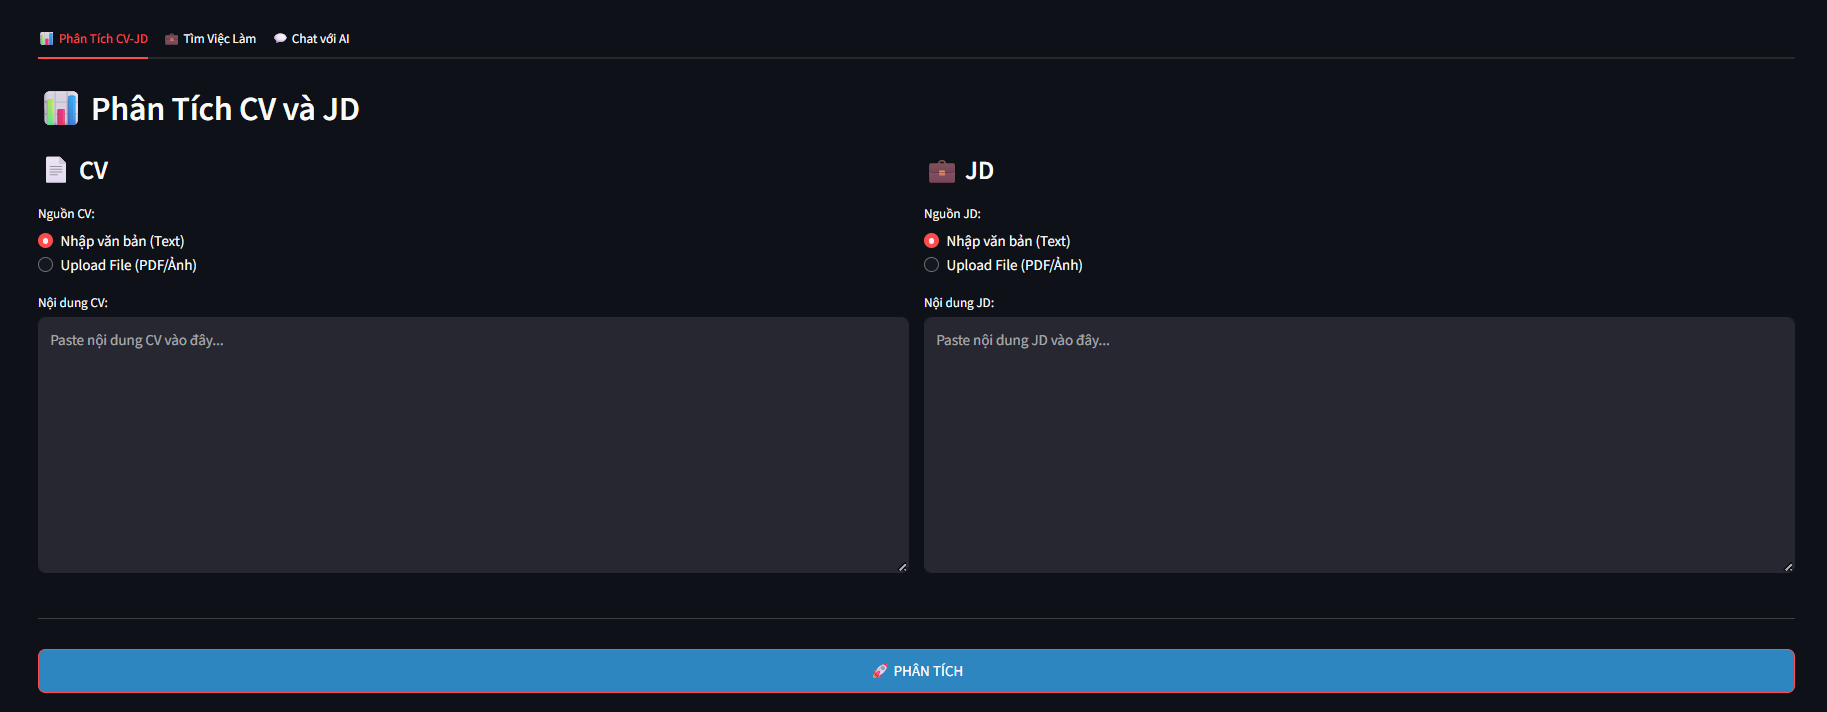 Phân Tích CV-JD Tìm Việc Làm Chat với AI
Phân Tích CV và JD
CV
Nguồn CV:
Nhập văn bản (Text)
Upload File (PDF/Ảnh)
Nội dung CV:
Paste nội dung CV vào đây...
JD
Nguồn JD:
Nhập văn bản (Text)
Upload File (PDF/Ảnh)
Nội dung JD:
Paste nội dung JD vào đây...
PHÂN TÍCH